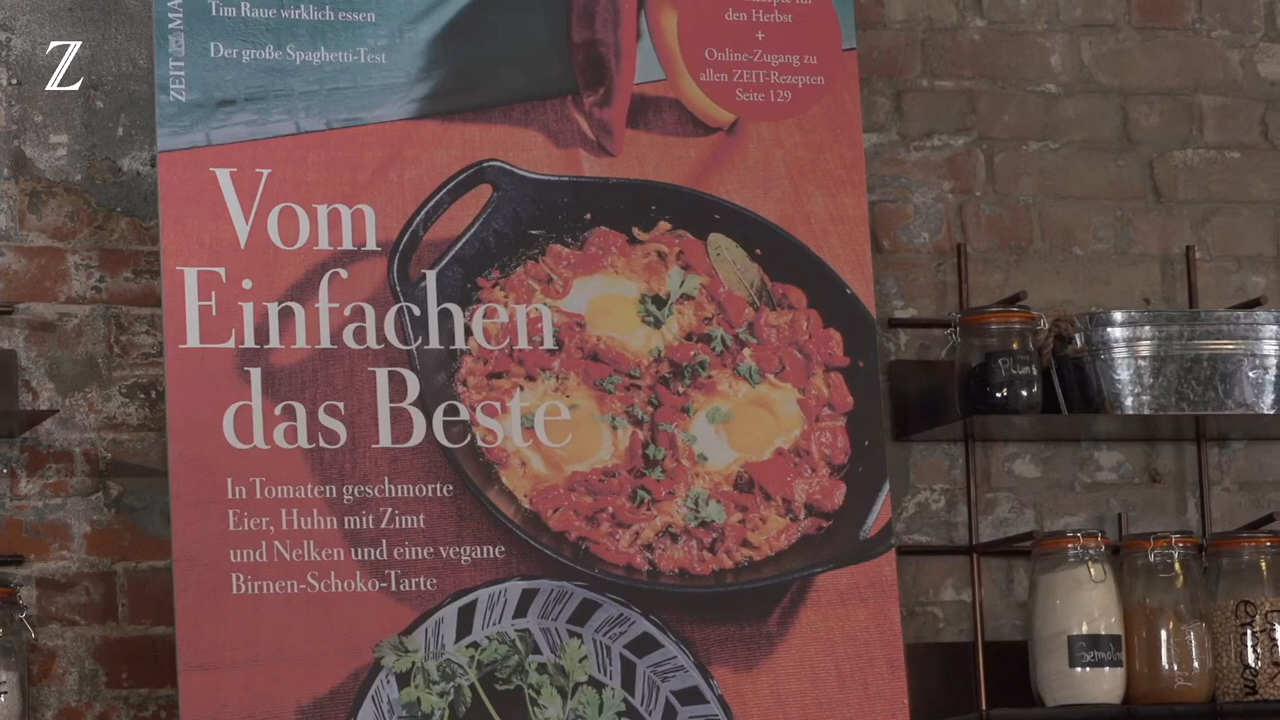 Z
Tim Raue wirklich essen
Der große Spaghetti-Test
ZEIT
für
den Herbst
+
Online-Zugang zu
allen ZEIT-Rezepten
Seite 129
Vom
Einfachen
das Beste
In Tomaten geschmorte
Eier, Huhn mit Zimt
und Nelken und eine vegane
Birnen-Schoko-Tarte